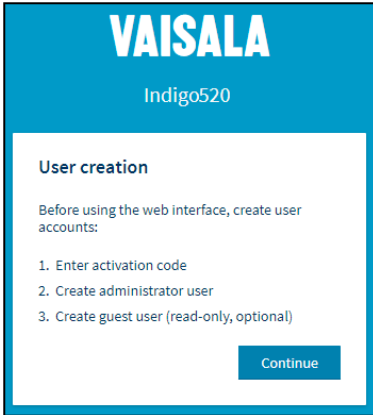 VAISALA
Indigo520
User creation
Before using the web interface, create user
accounts:
1. Enter activation code
2. Create administrator user
3. Create guest user (read-only, optional)
Continue